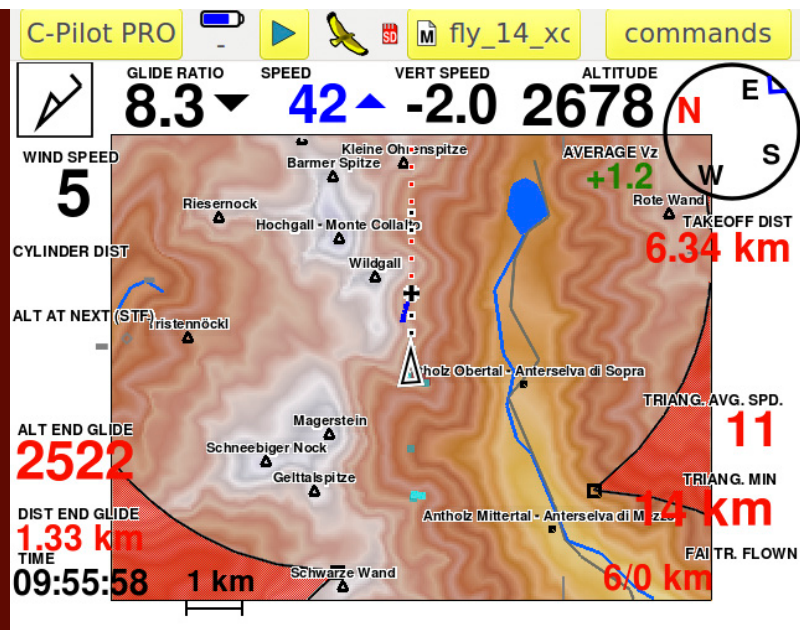 C-Pilot PRO
-
SD
M fly_14_xc
commands
GLIDE RATIO SPEED VERT SPEED ALTITUDE
8.3 42 -2.0 2678
N E S W
WIND SPEED
5
CYLINDER DIST
ALT AT NEXT (STF)
ALT END GLIDE
2522
DIST END GLIDE
1.33 km
TIME
09:55:58
1 km
Kleine Ohrenspitze
Barmer Spitze
Riesernock
Hochgall - Monte Collalto
Wildgall
Magerstein
Schneebiger Nock
Gelttalspitze
Schwarze Wand
Obertal - Anterselva di Sopra
Antholz Mittertal - Anterselva di
AVERAGE Vz
+1.2
Rote Wand
TAKEOFF DIST
6.34 km
TRIANG. AVG. SPD.
11
TRIANG. MIN
14 km
FAI TR. FLOWN
6/0 km